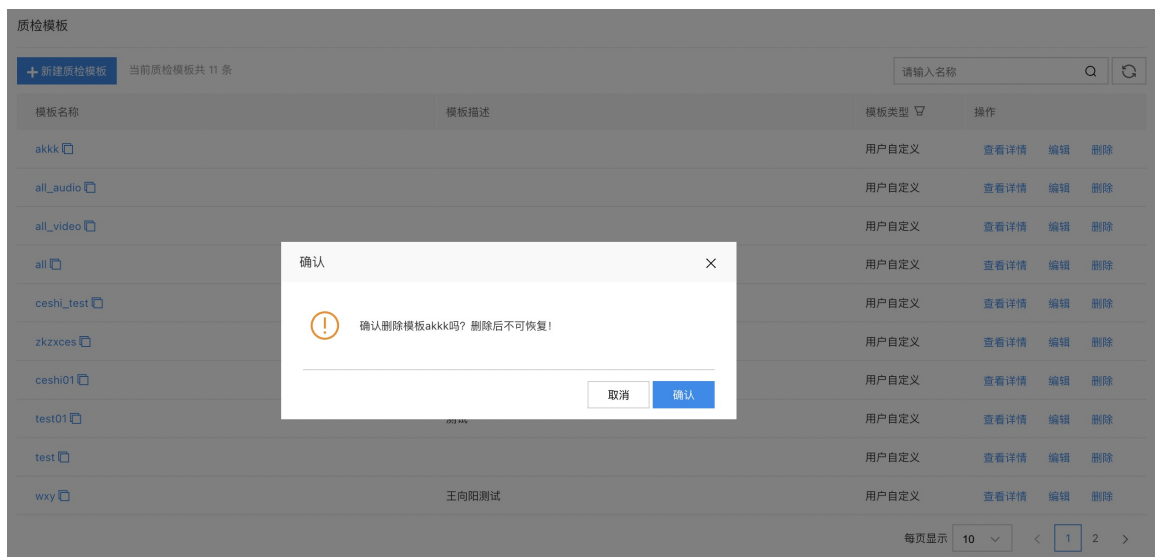 质检模板
+ 新建质检模板 当前质检模板共 11 条 请输入名称
模板名称 模板描述 模板类型 操作
akkk 用户自定义 查看详情 编辑 删除
all_audio 用户自定义 查看详情 编辑 删除
all_video 用户自定义 查看详情 编辑 删除
all 用户自定义 查看详情 编辑 删除
ceshi_test 用户自定义 查看详情 编辑 删除
zkzxces 用户自定义 查看详情 编辑 删除
ceshi01 用户自定义 查看详情 编辑 删除
test01 测试 用户自定义 查看详情 编辑 删除
test 用户自定义 查看详情 编辑 删除
wxy 王向阳测试 用户自定义 查看详情 编辑 删除
每页显示 10 < 1 2 >
确认
确认删除模板akkk吗?删除后不可恢复!
取消 确认